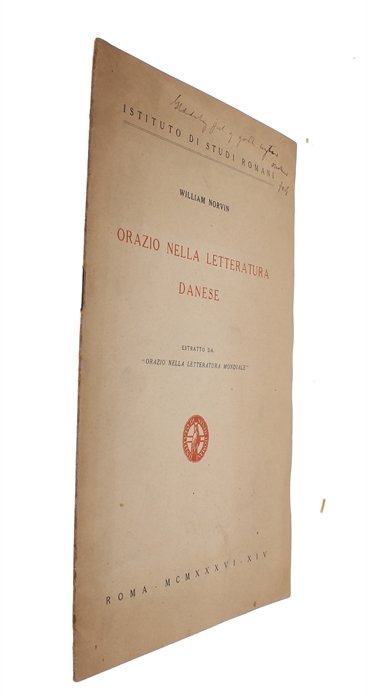 ISTITUTO DI STUDI ROMANI
WILLIAM NORVIN
ORAZIO NELLA LETTERATURA
DANESE
ESTRATTO DA:
"ORAZIO NELLA LETTERATURA MONDIALE"
ROMA - MCMXXXVI - XIV